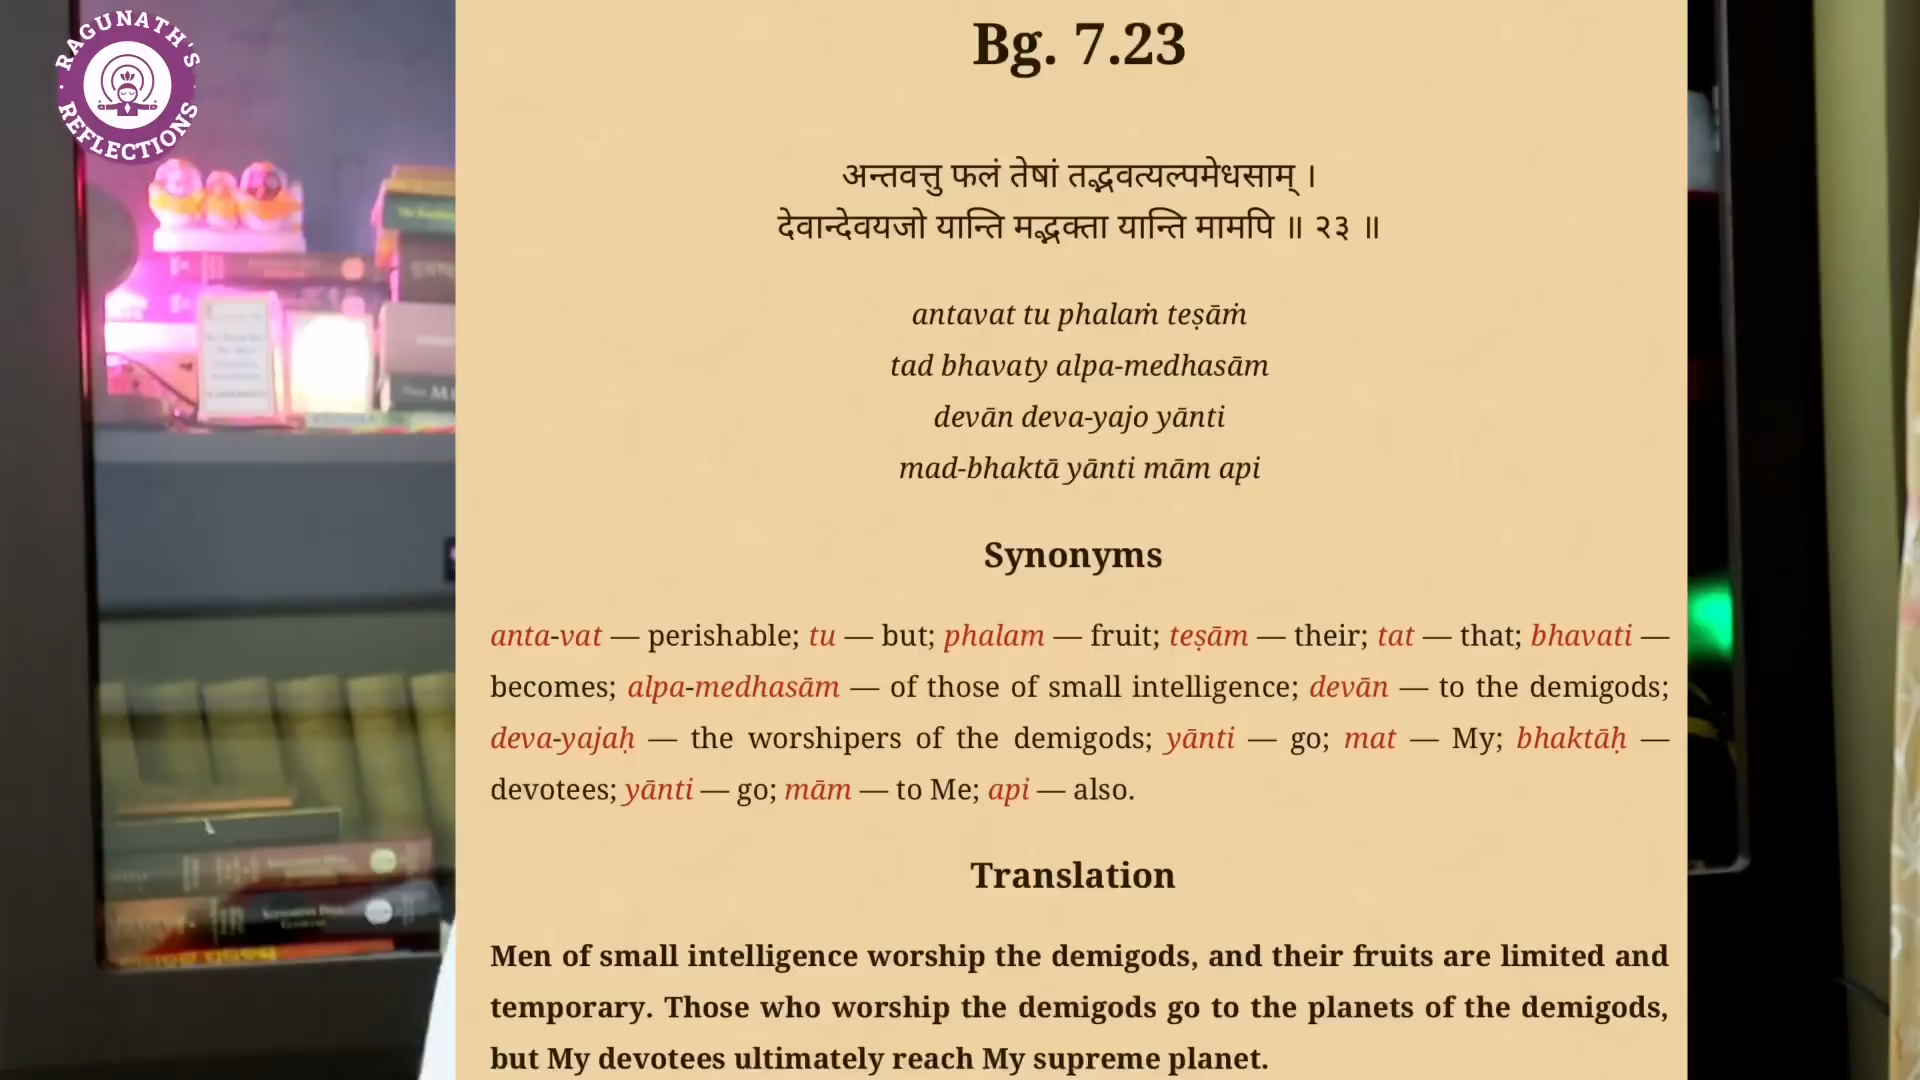 RAGUNATH'S
REFLECTIONS
Bg. 7.23
अन्तवत्तु फलं तेषां तद्भवत्यल्पमेधसाम् ।
देवान्देवयजो यान्ति मद्भक्ता यान्ति मामपि ॥ २३ ॥
antavat tu phalaṁ teṣāṁ
tad bhavaty alpa-medhasām
devān deva-yajo yānti
mad-bhaktā yānti mām api
Synonyms
anta-vat — perishable; tu — but; phalam — fruit; teṣām — their; tat — that; bhavati —
becomes; alpa-medhasām — of those of small intelligence; devān — to the demigods;
deva-yajaḥ — the worshipers of the demigods; yānti — go; mat — My; bhaktāḥ —
devotees; yānti — go; mām — to Me; api — also.
Translation
Men of small intelligence worship the demigods, and their fruits are limited and
temporary. Those who worship the demigods go to the planets of the demigods,
but My devotees ultimately reach My supreme planet.